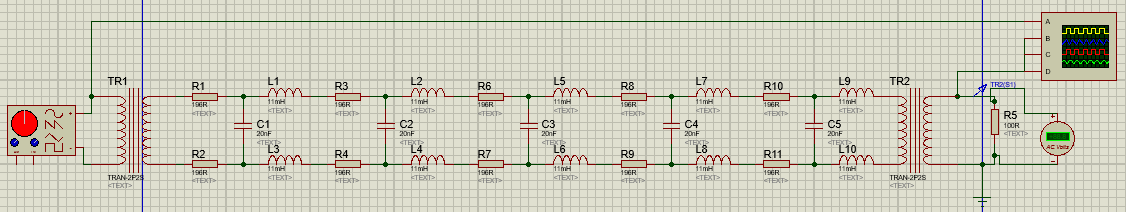 A
B
C
D
TR1
R1
L1
R3
L2
R6
L5
R8
L7
R10
L9
TR2
TR2(S1)
196R
11mH
196R
11mH
196R
11mH
196R
11mH
196R
11mH
<TEXT>
<TEXT>
<TEXT>
<TEXT>
<TEXT>
<TEXT>
<TEXT>
<TEXT>
<TEXT>
<TEXT>
C1
20nF
<TEXT>
C2
20nF
<TEXT>
C3
20nF
<TEXT>
C4
20nF
<TEXT>
C5
20nF
<TEXT>
R5
100R
<TEXT>
AC Volts
R2
L3
R4
L4
R7
L6
R9
L8
R11
L10
196R
11mH
196R
11mH
196R
11mH
196R
11mH
196R
11mH
<TEXT>
<TEXT>
<TEXT>
<TEXT>
<TEXT>
<TEXT>
<TEXT>
<TEXT>
<TEXT>
<TEXT>
TRAN-2P2S
<TEXT>
TRAN-2P2S
<TEXT>